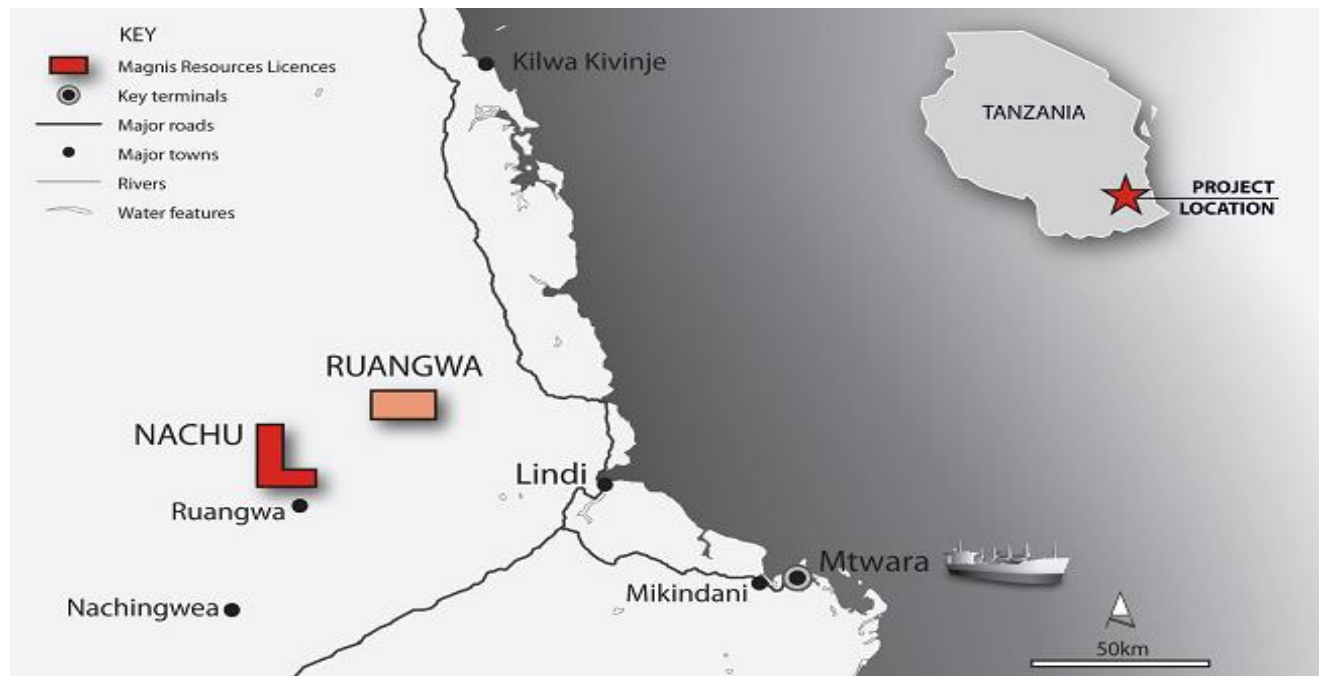 KEY
Magnis Resources Licences
Key terminals
Major roads
Major towns
Rivers
Water features
Kilwa Kivinje
TANZANIA
PROJECT
LOCATION
RUANGWA
NACHU
Lindi
Ruangwa
Mtwara
Mikindani
Nachingwea
50km